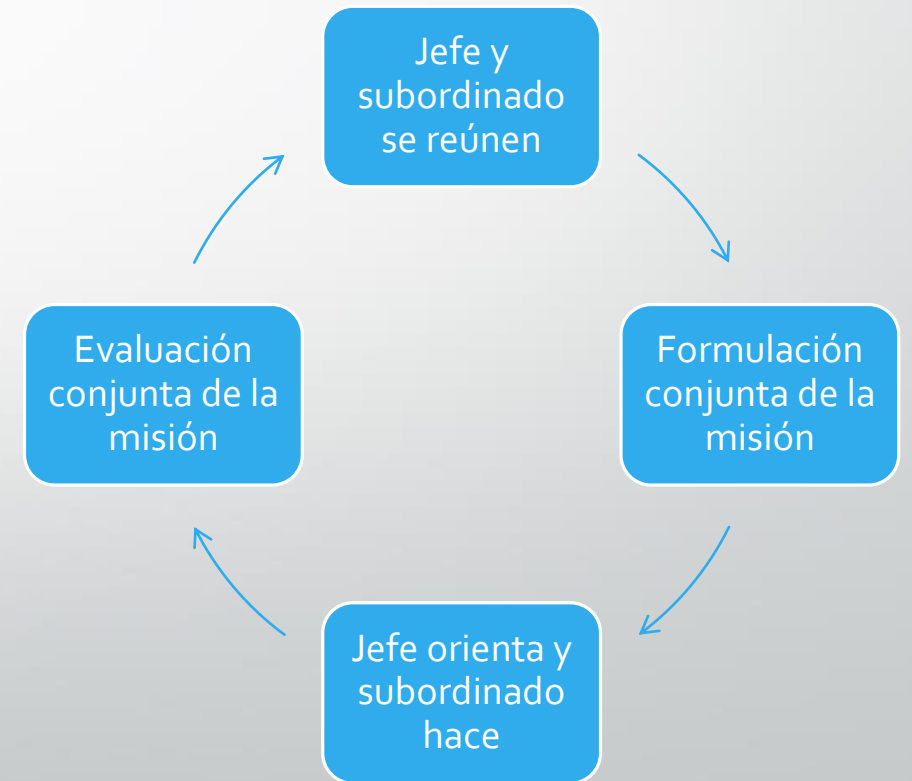 Jefe y
subordinado
se reúnen
Formulación
conjunta de la
misión
Jefe orienta y
subordinado
hace
Evaluación
conjunta de la
misión